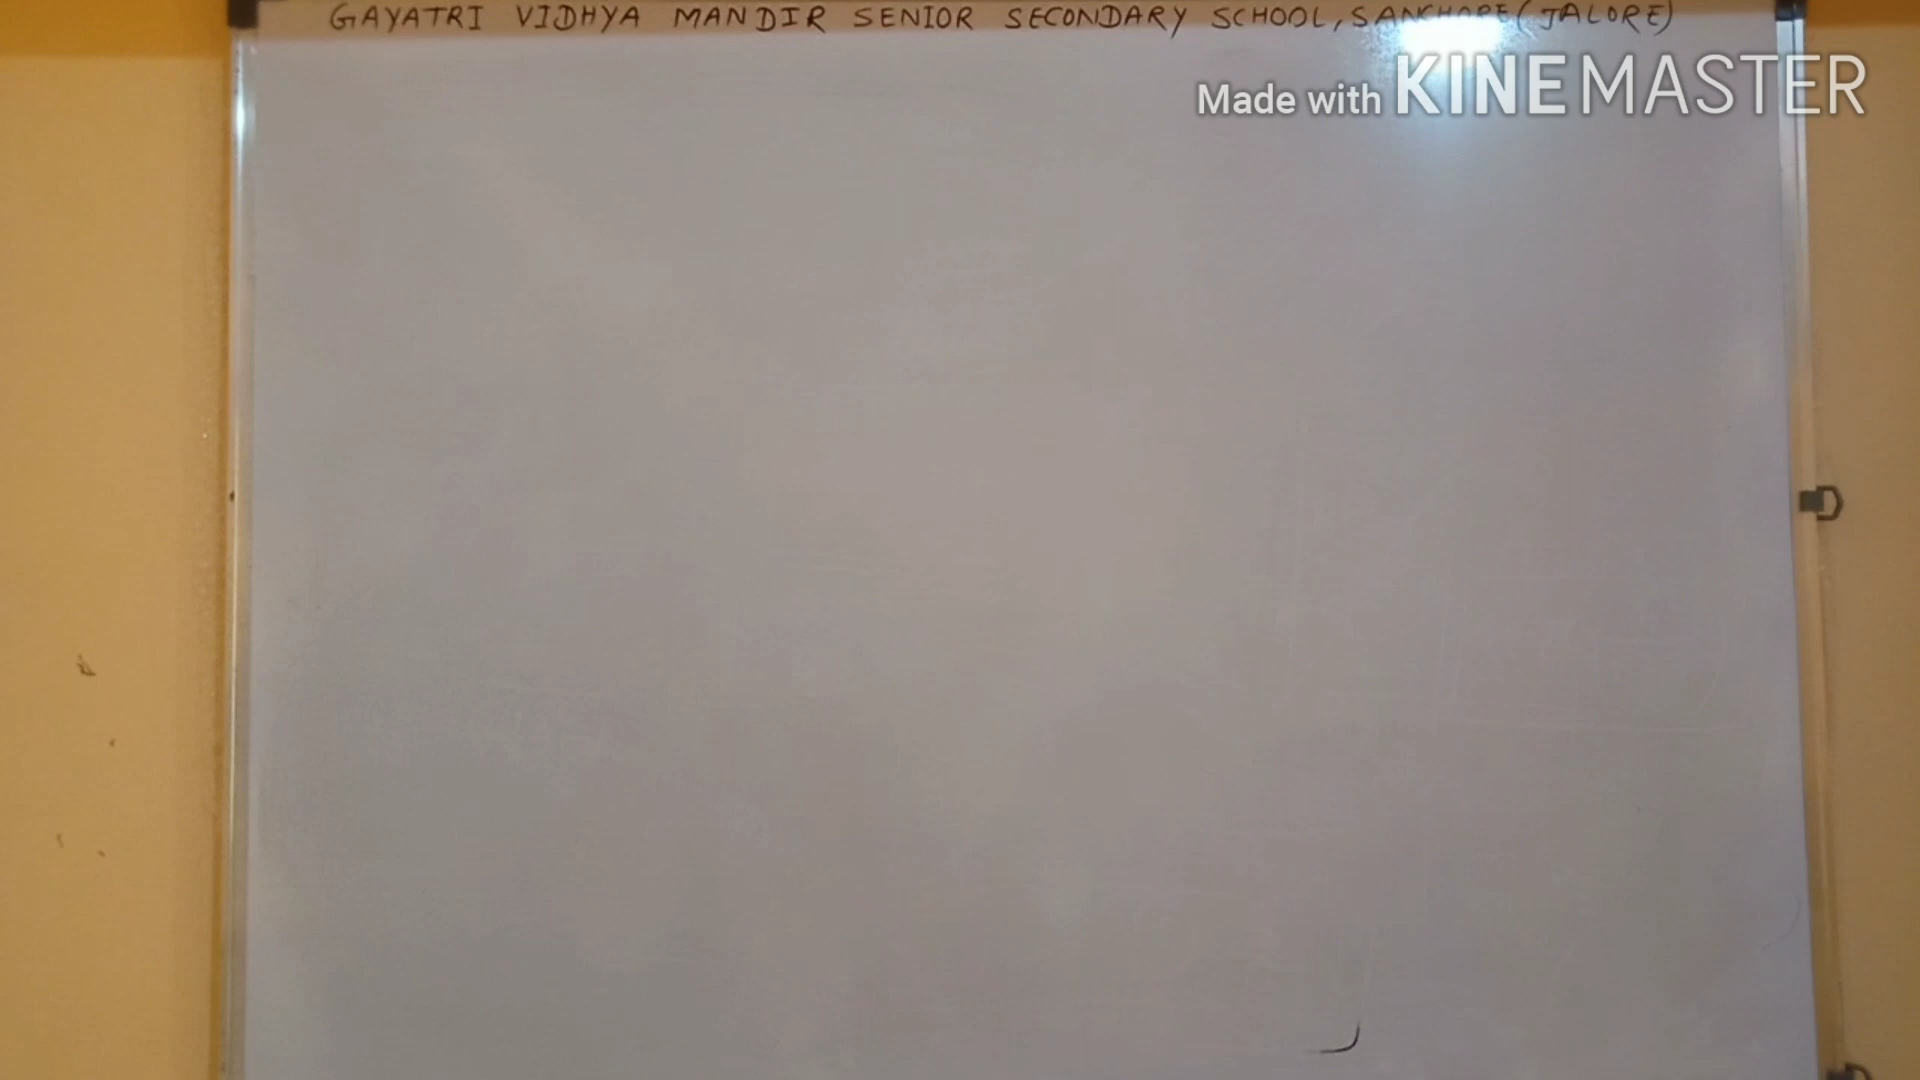 GAYATRI VIDHYA MANDIR SENIOR SECONDARY SCHOOL, SANCHORE (JALORE)
Made with KINEMASTER